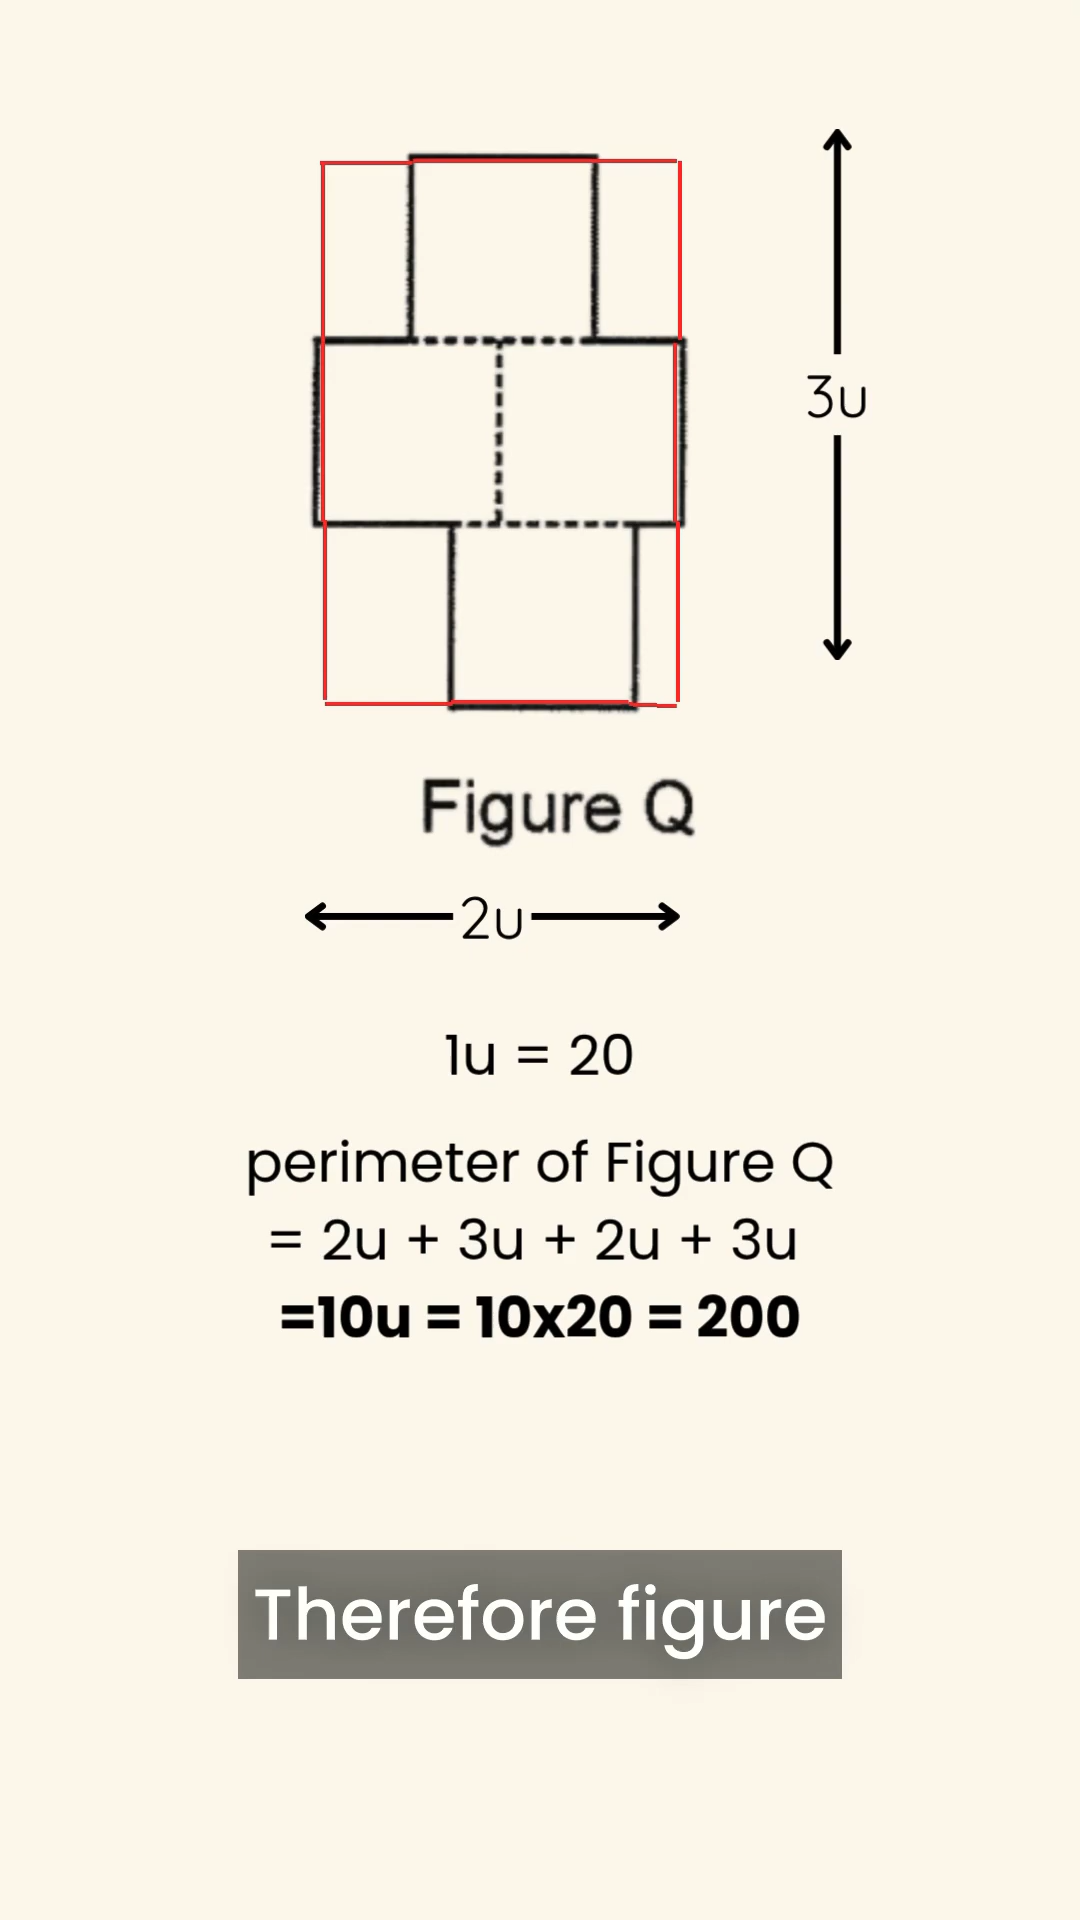 3u
Figure Q
2u
1u = 20
perimeter of Figure Q
= 2u + 3u + 2u + 3u
=10u = 10x20 = 200
Therefore figure